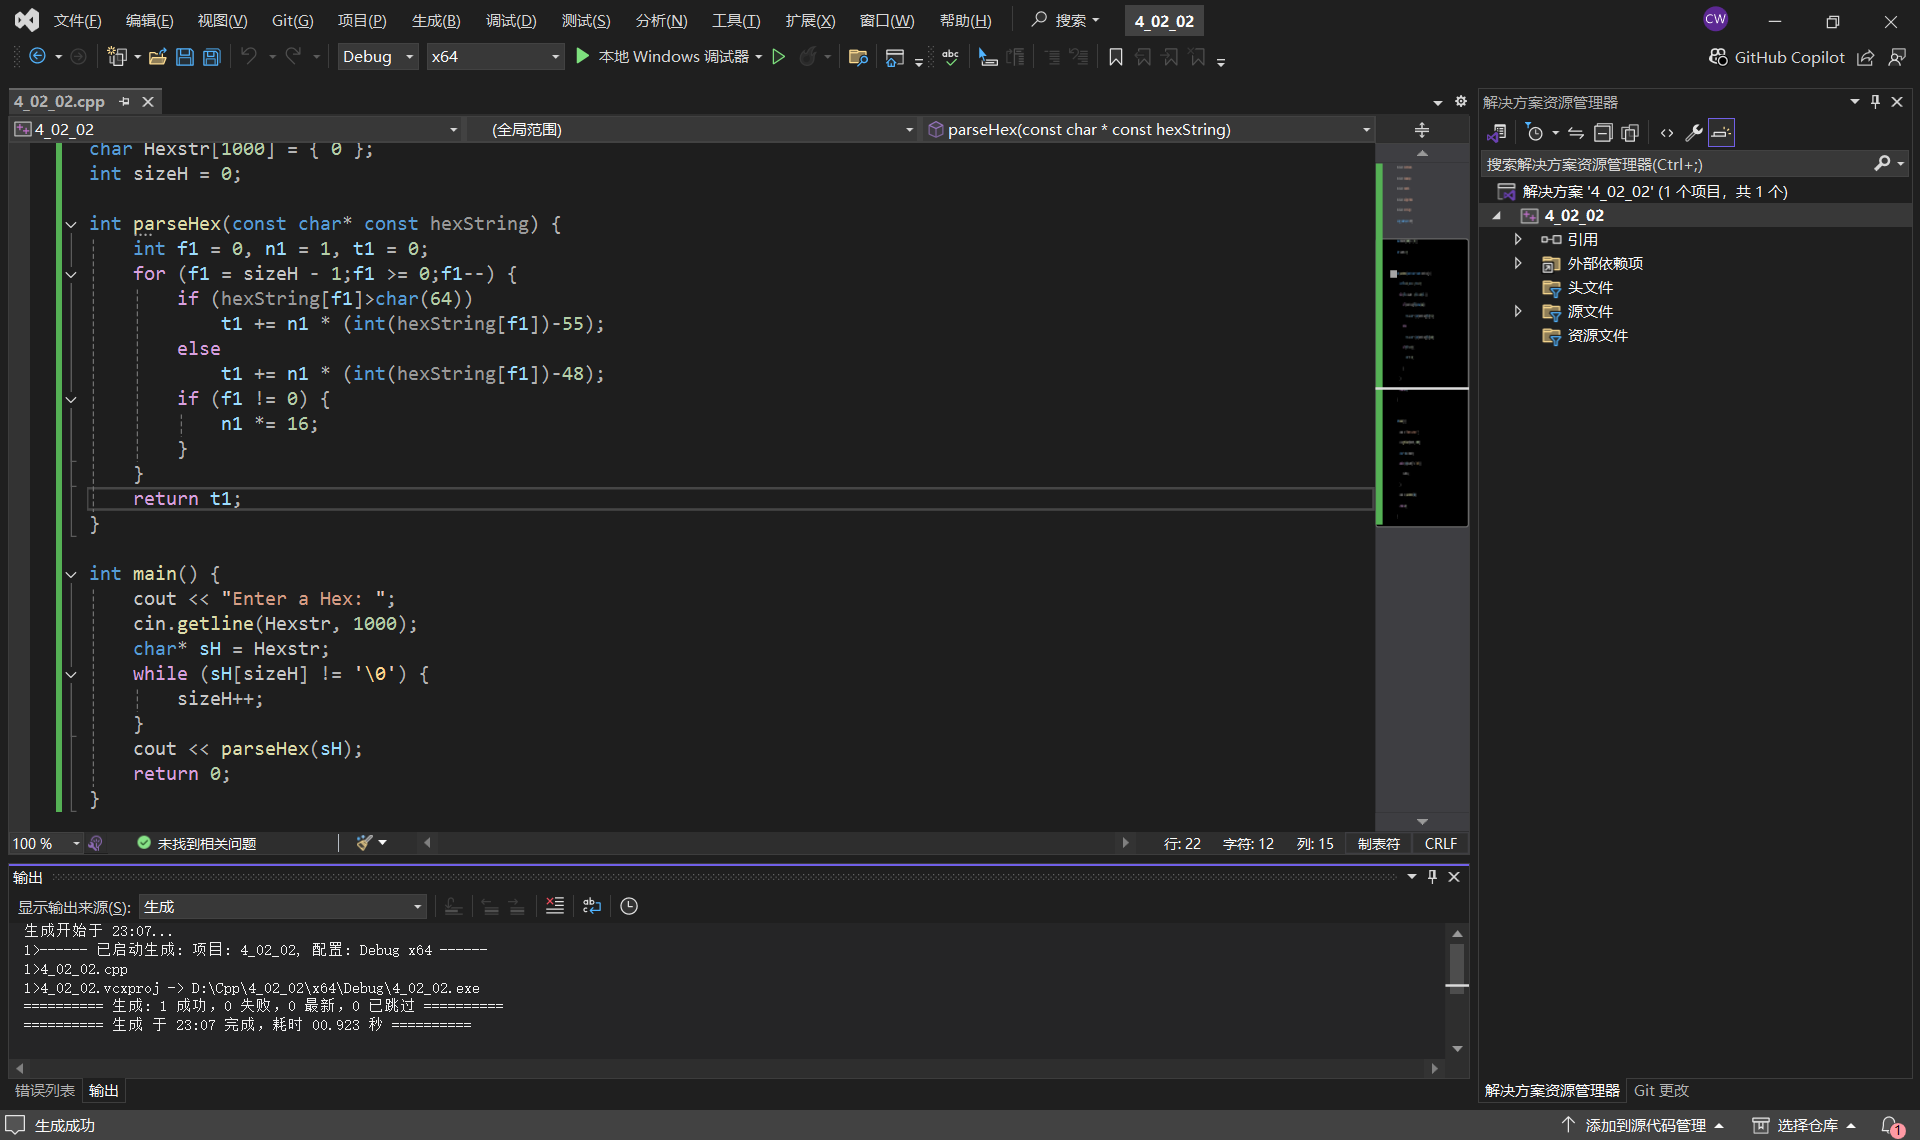 文件(F) 编辑(E) 视图(V) Git(G) 项目(P) 生成(B) 调试(D) 测试(S) 分析(N) 工具(T) 扩展(X) 窗口(W) 帮助(H) 搜索 4_02_02 CW
Debug x64 本地 Windows 调试器 abc GitHub Copilot
4_02_02.cpp
4_02_02 (全局范围) parseHex(const char * const hexString)
char Hexstr[1000] = { 0 };
int sizeH = 0;
int parseHex(const char* const hexString) {
int f1 = 0, n1 = 1, t1 = 0;
for (f1 = sizeH - 1;f1 >= 0;f1--) {
if (hexString[f1]>char(64))
t1 += n1 * (int(hexString[f1])-55);
else
t1 += n1 * (int(hexString[f1])-48);
if (f1 != 0) {
n1 *= 16;
}
}
return t1;
}
int main() {
cout << "Enter a Hex: ";
cin.getline(Hexstr, 1000);
char* sH = Hexstr;
while (sH[sizeH] != '\0') {
sizeH++;
}
cout << parseHex(sH);
return 0;
}
100 % 未找到相关问题 行: 22 字符: 12 列: 15 制表符 CRLF
输出
显示输出来源(S): 生成
生成开始于 23:07...
1>------ 已启动生成: 项目: 4_02_02, 配置: Debug x64 ------
1>4_02_02.cpp
1>4_02_02.vcxproj -> D:\Cpp\4_02_02\x64\Debug\4_02_02.exe
========== 生成: 1 成功，0 失败，0 最新，0 已跳过 ==========
========== 生成 于 23:07 完成，耗时 00.923 秒 ==========
错误列表 输出
解决方案资源管理器
搜索解决方案资源管理器(Ctrl+;)
解决方案 '4_02_02' (1 个项目，共 1 个)
4_02_02
引用
外部依赖项
头文件
源文件
资源文件
解决方案资源管理器 Git 更改
生成成功 添加到源代码管理 选择仓库 1